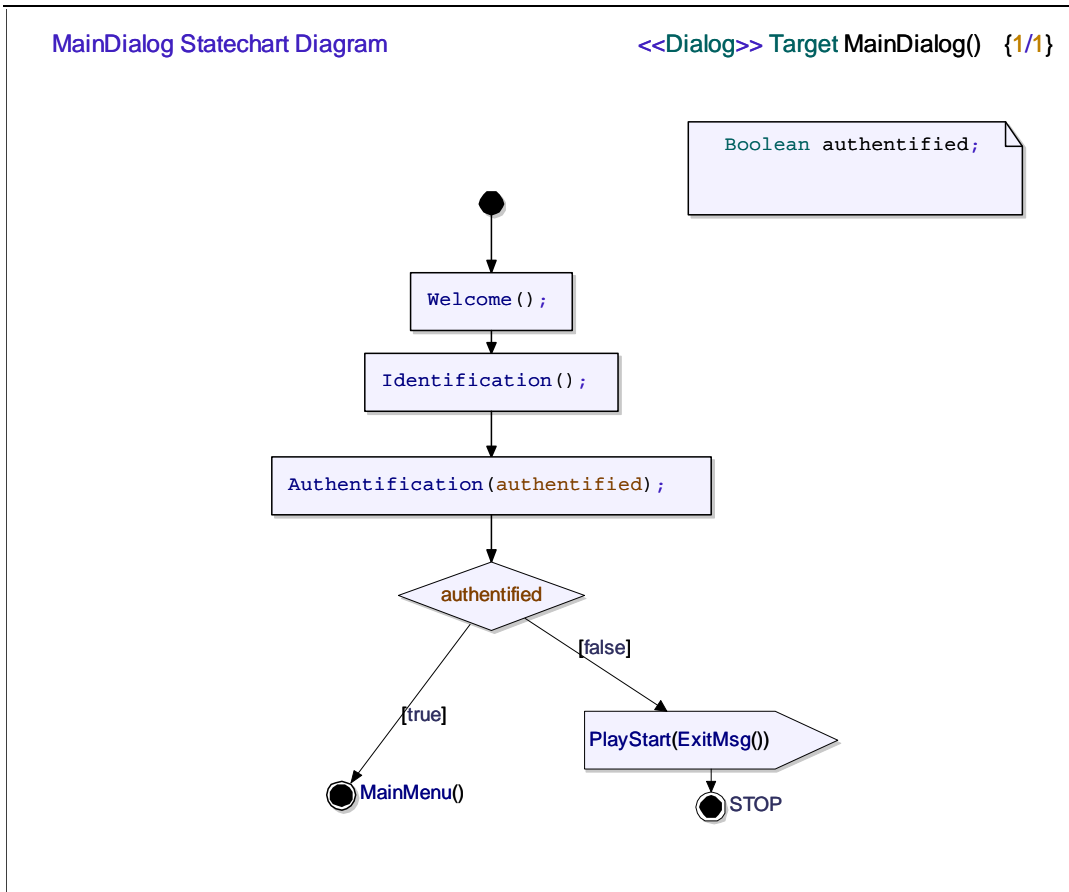 MainDialog Statechart Diagram
<<Dialog>> Target MainDialog() {1/1}
Boolean authentified;
Welcome();
Identification();
Authentification(authentified);
authentified
[false]
[true]
PlayStart(ExitMsg())
MainMenu()
STOP